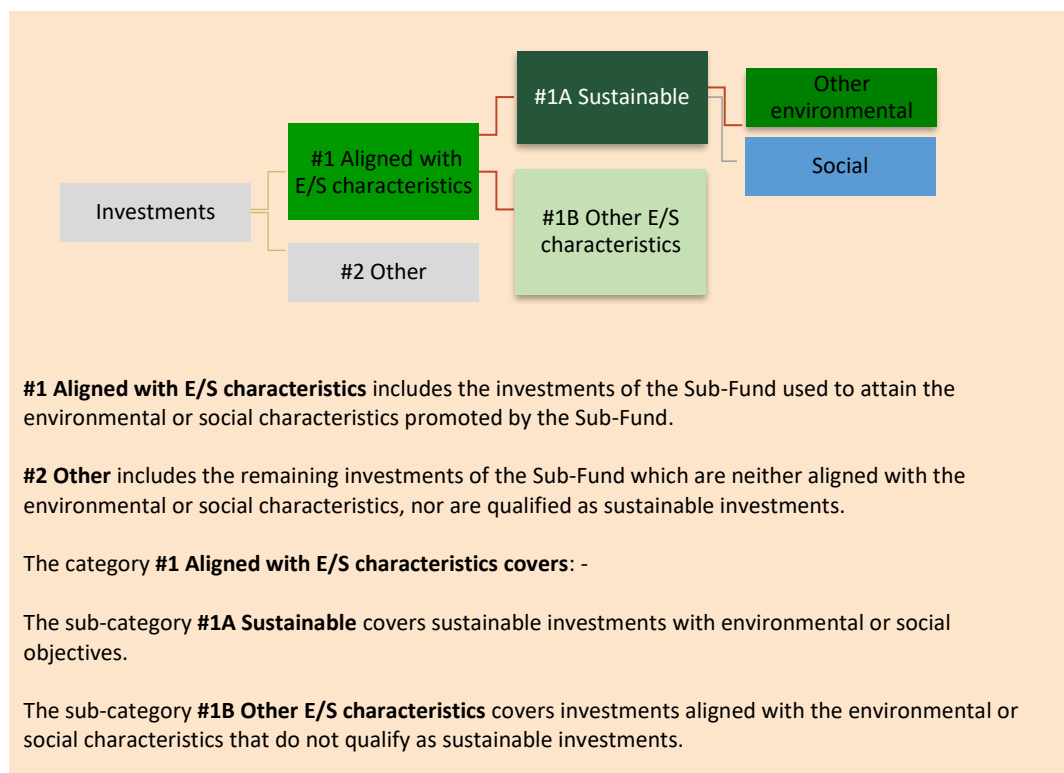 #1A Sustainable
Other
environmental
#1 Aligned with
E/S characteristics
Social
Investments
#1B Other E/S
characteristics
#2 Other
#1 Aligned with E/S characteristics includes the investments of the Sub-Fund used to attain the
environmental or social characteristics promoted by the Sub-Fund.
#2 Other includes the remaining investments of the Sub-Fund which are neither aligned with the
environmental or social characteristics, nor are qualified as sustainable investments.
The category #1 Aligned with E/S characteristics covers: -
The sub-category #1A Sustainable covers sustainable investments with environmental or social
objectives.
The sub-category #1B Other E/S characteristics covers investments aligned with the environmental or
social characteristics that do not qualify as sustainable investments.